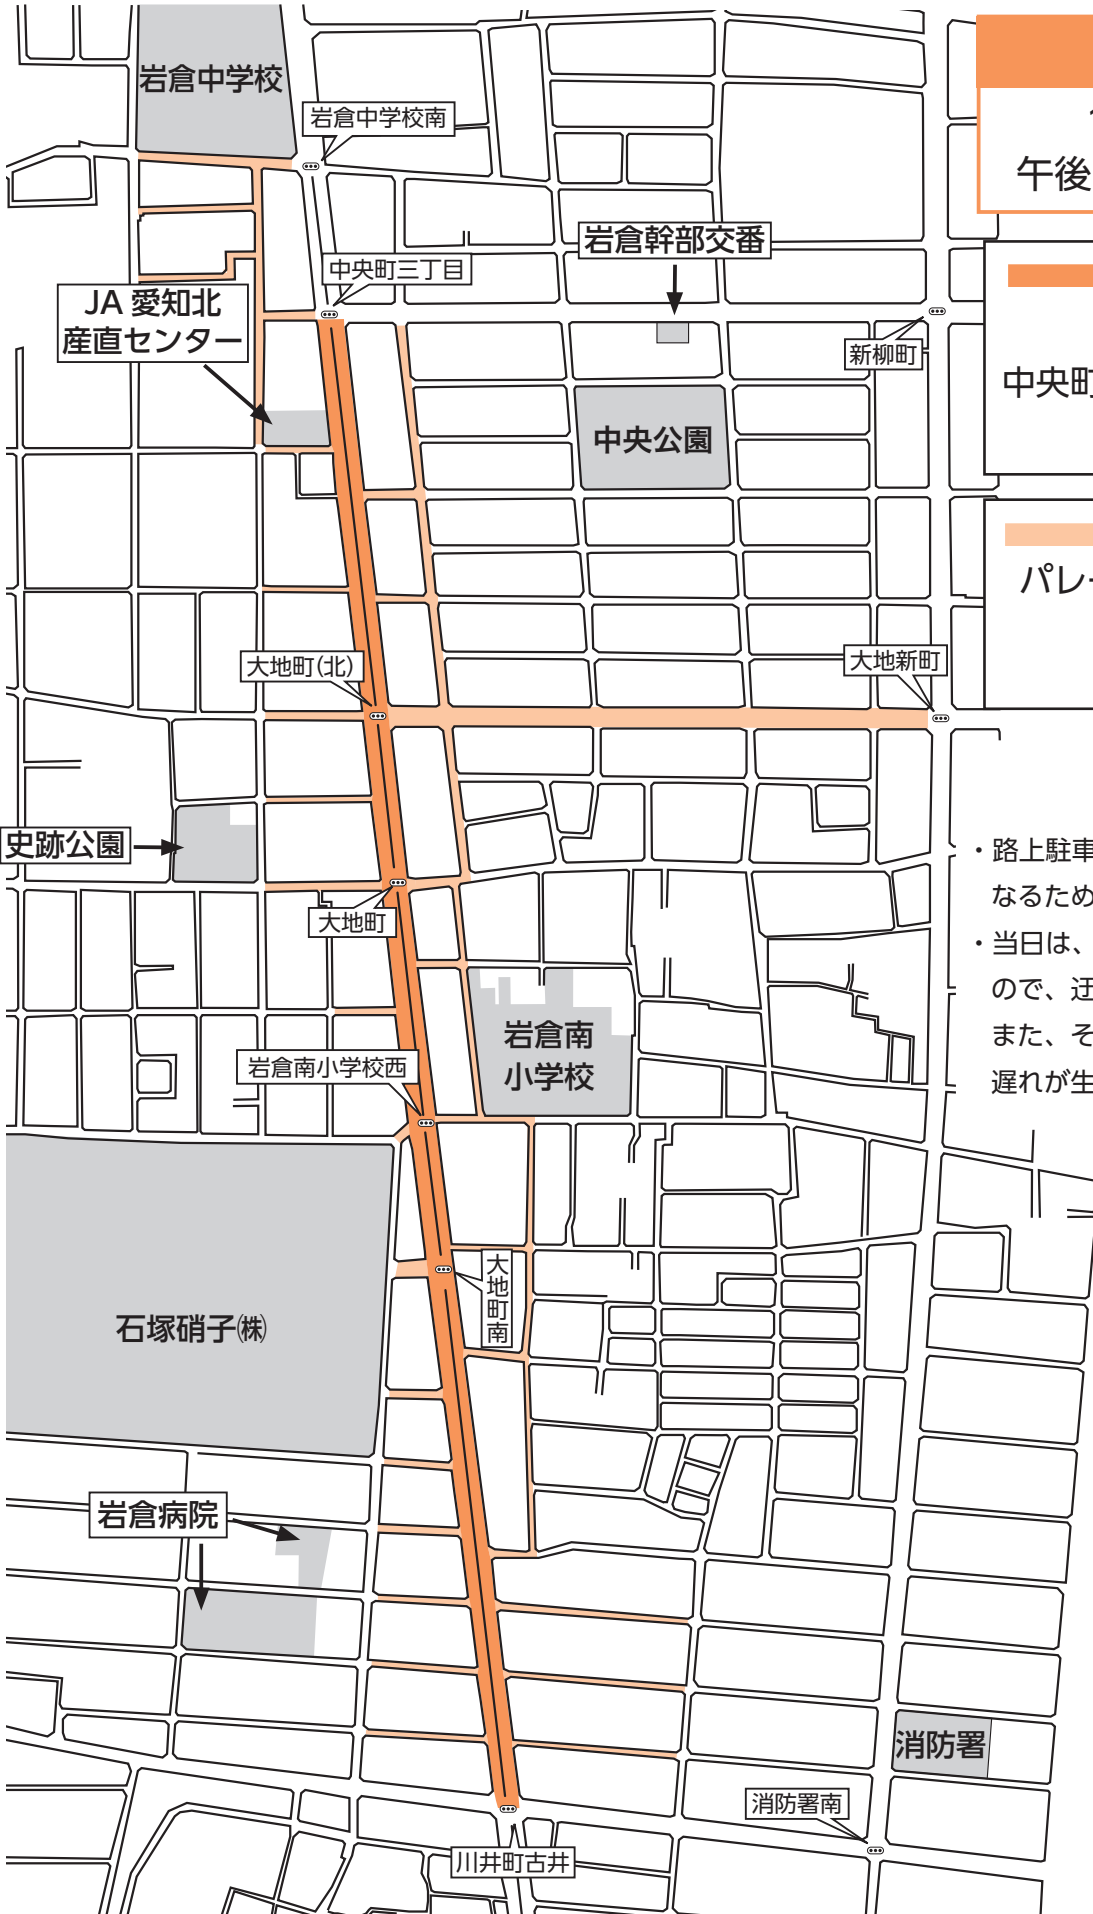 岩倉中学校
岩倉中学校南
午後
岩倉幹部交番
中央町三丁目
JA 愛知北
産直センター
新柳町
中央町
中央公園
パレー
大地町(北)
大地新町
史跡公園
・路上駐車
なるため
大地町
・当日は、
ので、迂
また、そ
遅れが生
岩倉南
小学校
岩倉南小学校西
大地町南
石塚硝子㈱
岩倉病院
消防署
消防署南
川井町古井